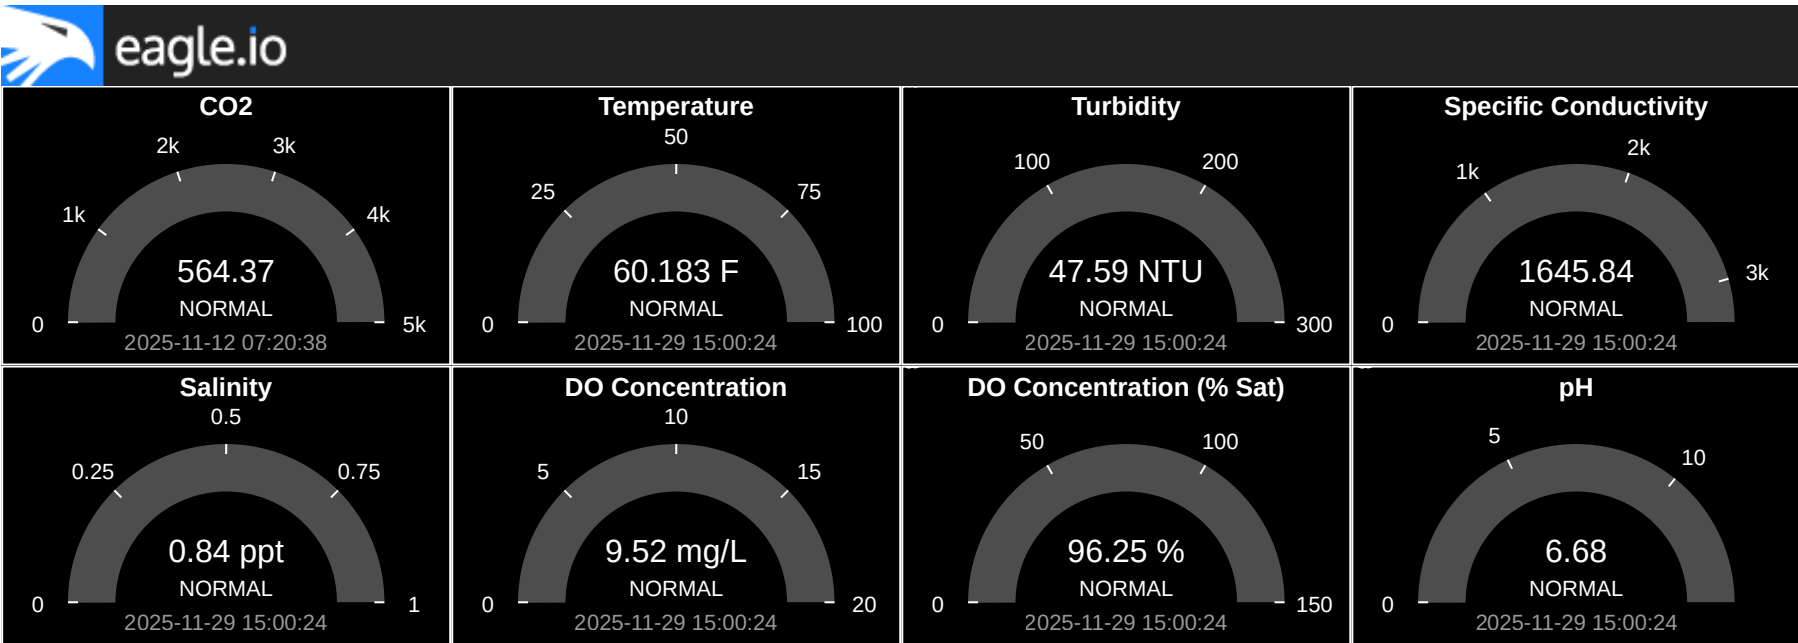 eagle.io
CO2
2k
3k
1k
4k
564.37
NORMAL
0
5k
2025-11-12 07:20:38
Temperature
50
25
75
60.183 F
NORMAL
0
100
2025-11-29 15:00:24
Turbidity
100
200
47.59 NTU
NORMAL
0
300
2025-11-29 15:00:24
Specific Conductivity
2k
1k
1645.84
3k
NORMAL
0
2025-11-29 15:00:24
Salinity
0.5
0.25
0.75
0.84 ppt
NORMAL
0
1
2025-11-29 15:00:24
DO Concentration
10
5
15
9.52 mg/L
NORMAL
0
20
2025-11-29 15:00:24
DO Concentration (% Sat)
50
100
96.25 %
NORMAL
0
150
2025-11-29 15:00:24
pH
5
10
6.68
NORMAL
0
2025-11-29 15:00:24